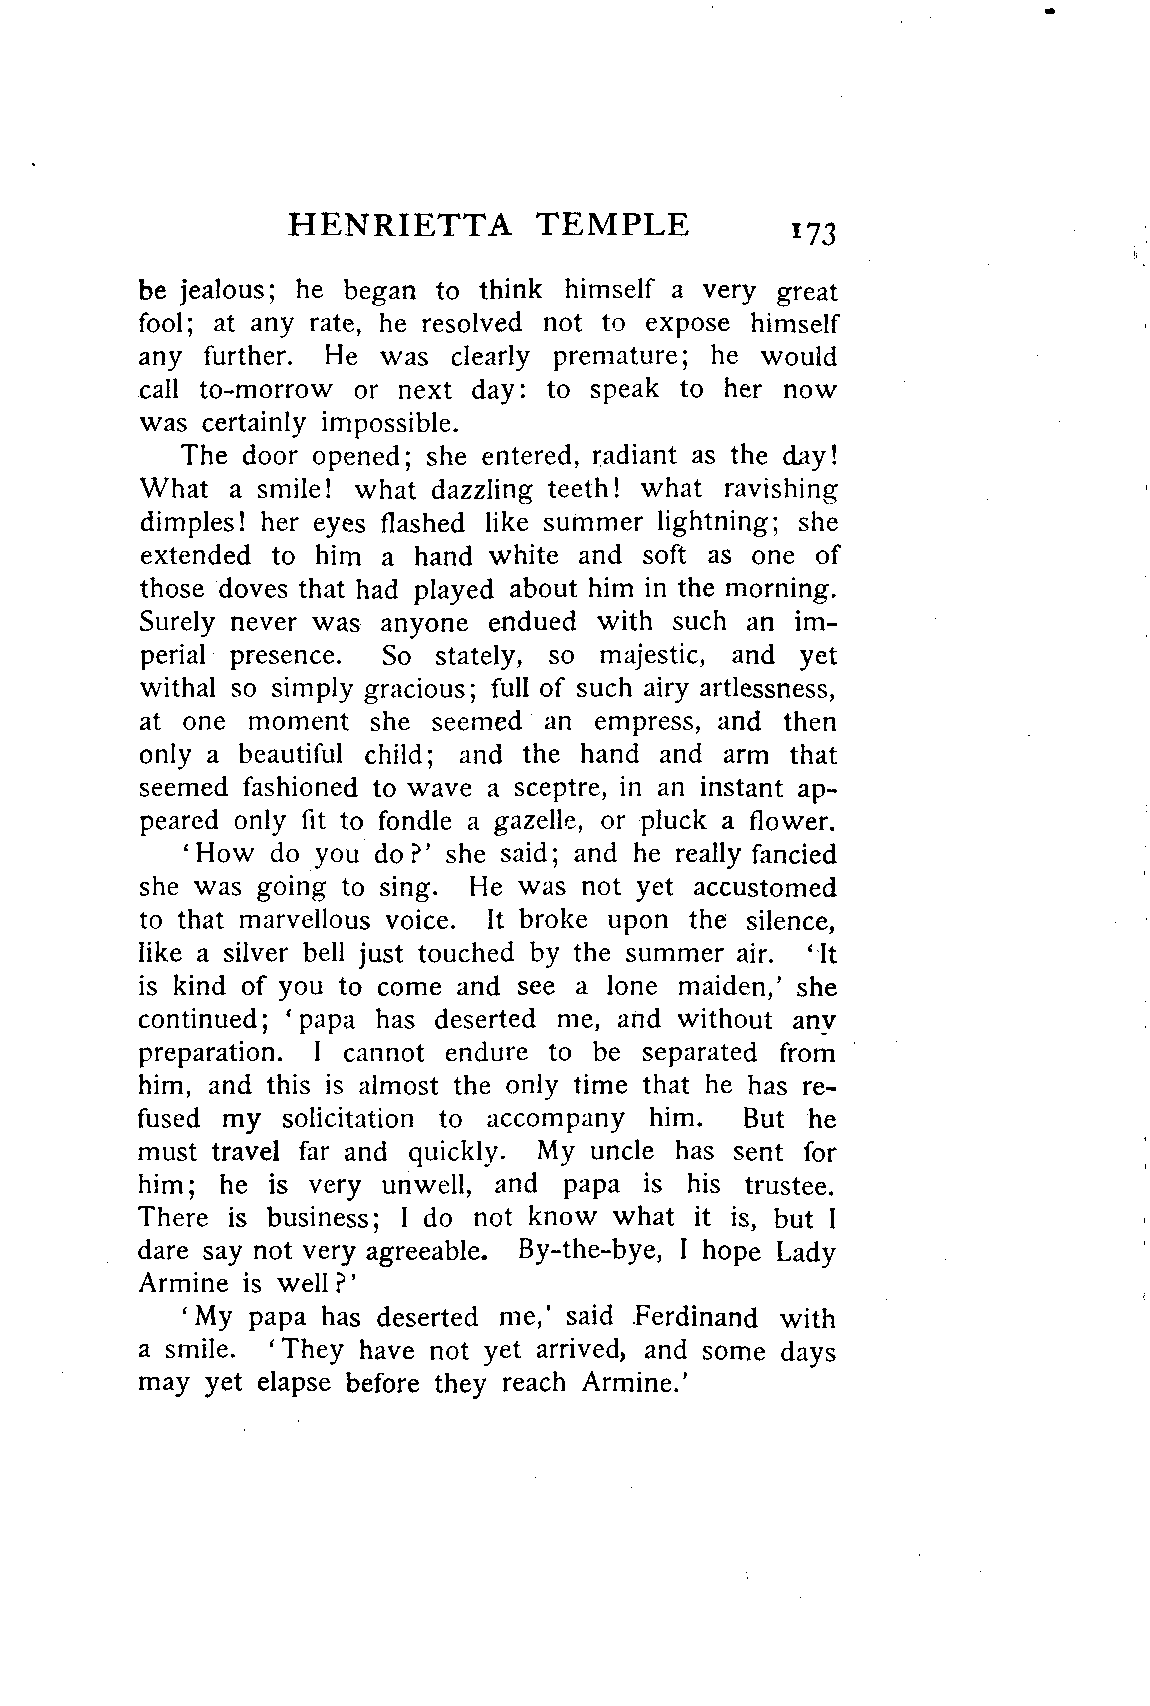 HENRIETTA TEMPLE 173
be jealous; he began to think himself a very great
fool; at any rate, he resolved not to expose himself
any further. He was clearly premature; he would
call to-morrow or next day: to speak to her now
was certainly impossible.
The door opened; she entered, radiant as the day!
What a smile! what dazzling teeth! what ravishing
dimples! her eyes flashed like summer lightning; she
extended to him a hand white and soft as one of
those doves that had played about him in the morning.
Surely never was anyone endued with such an im-
perial presence. So stately, so majestic, and yet
withal so simply gracious; full of such airy artlessness,
at one moment she seemed an empress, and then
only a beautiful child; and the hand and arm that
seemed fashioned to wave a sceptre, in an instant ap-
peared only fit to fondle a gazelle, or pluck a flower.
‘How do you do?’ she said; and he really fancied
she was going to sing. He was not yet accustomed
to that marvellous voice. It broke upon the silence,
like a silver bell just touched by the summer air. ‘It
is kind of you to come and see a lone maiden,’ she
continued; ‘papa has deserted me, and without any
preparation. I cannot endure to be separated from
him, and this is almost the only time that he has re-
fused my solicitation to accompany him. But he
must travel far and quickly. My uncle has sent for
him; he is very unwell, and papa is his trustee.
There is business; I do not know what it is, but I
dare say not very agreeable. By-the-bye, I hope Lady
Armine is well?’
‘My papa has deserted me,’ said Ferdinand with
a smile. ‘They have not yet arrived, and some days
may yet elapse before they reach Armine.’